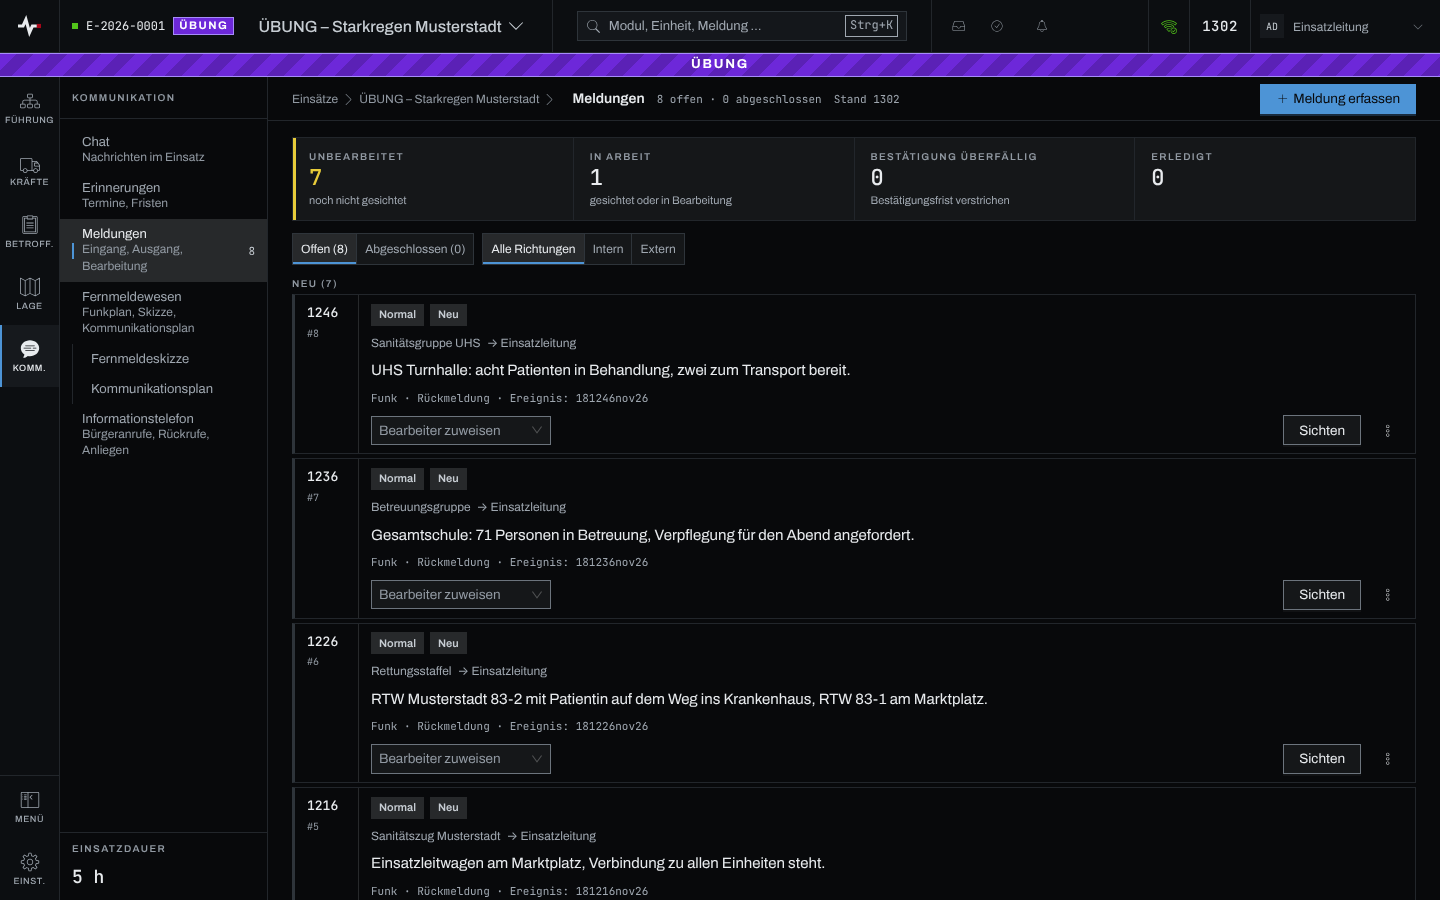 E-2026-0001 ÜBUNG ÜBUNG – Starkregen Musterstadt Modul, Einheit, Meldung ... Strg+K 1302 AD Einsatzleitung
ÜBUNG
FÜHRUNG
KRÄFTE
BETROFF.
LAGE
KOMM.
MENÜ
EINST.
KOMMUNIKATION
Chat
Nachrichten im Einsatz
Erinnerungen
Termine, Fristen
Meldungen
Eingang, Ausgang,
Bearbeitung
8
Fernmeldewesen
Funkplan, Skizze,
Kommunikationsplan
Fernmeldeskizze
Kommunikationsplan
Informationstelefon
Bürgeranrufe, Rückrufe,
Anliegen
EINSATZDAUER
5 h
Einsätze ÜBUNG – Starkregen Musterstadt Meldungen 8 offen · 0 abgeschlossen Stand 1302 + Meldung erfassen
UNBEARBEITET
7
noch nicht gesichtet
IN ARBEIT
1
gesichtet oder in Bearbeitung
BESTÄTIGUNG ÜBERFÄLLIG
0
Bestätigungsfrist verstrichen
ERLEDIGT
0
Offen (8) Abgeschlossen (0) Alle Richtungen Intern Extern
NEU (7)
1246 Normal Neu
#8
Sanitätsgruppe UHS → Einsatzleitung
UHS Turnhalle: acht Patienten in Behandlung, zwei zum Transport bereit.
Funk · Rückmeldung · Ereignis: 181246nov26
Bearbeiter zuweisen Sichten
1236 Normal Neu
#7
Betreuungsgruppe → Einsatzleitung
Gesamtschule: 71 Personen in Betreuung, Verpflegung für den Abend angefordert.
Funk · Rückmeldung · Ereignis: 181236nov26
Bearbeiter zuweisen Sichten
1226 Normal Neu
#6
Rettungsstaffel → Einsatzleitung
RTW Musterstadt 83-2 mit Patientin auf dem Weg ins Krankenhaus, RTW 83-1 am Marktplatz.
Funk · Rückmeldung · Ereignis: 181226nov26
Bearbeiter zuweisen Sichten
1216 Normal Neu
#5
Sanitätszug Musterstadt → Einsatzleitung
Einsatzleitwagen am Marktplatz, Verbindung zu allen Einheiten steht.
Funk · Rückmeldung · Ereignis: 181216nov26